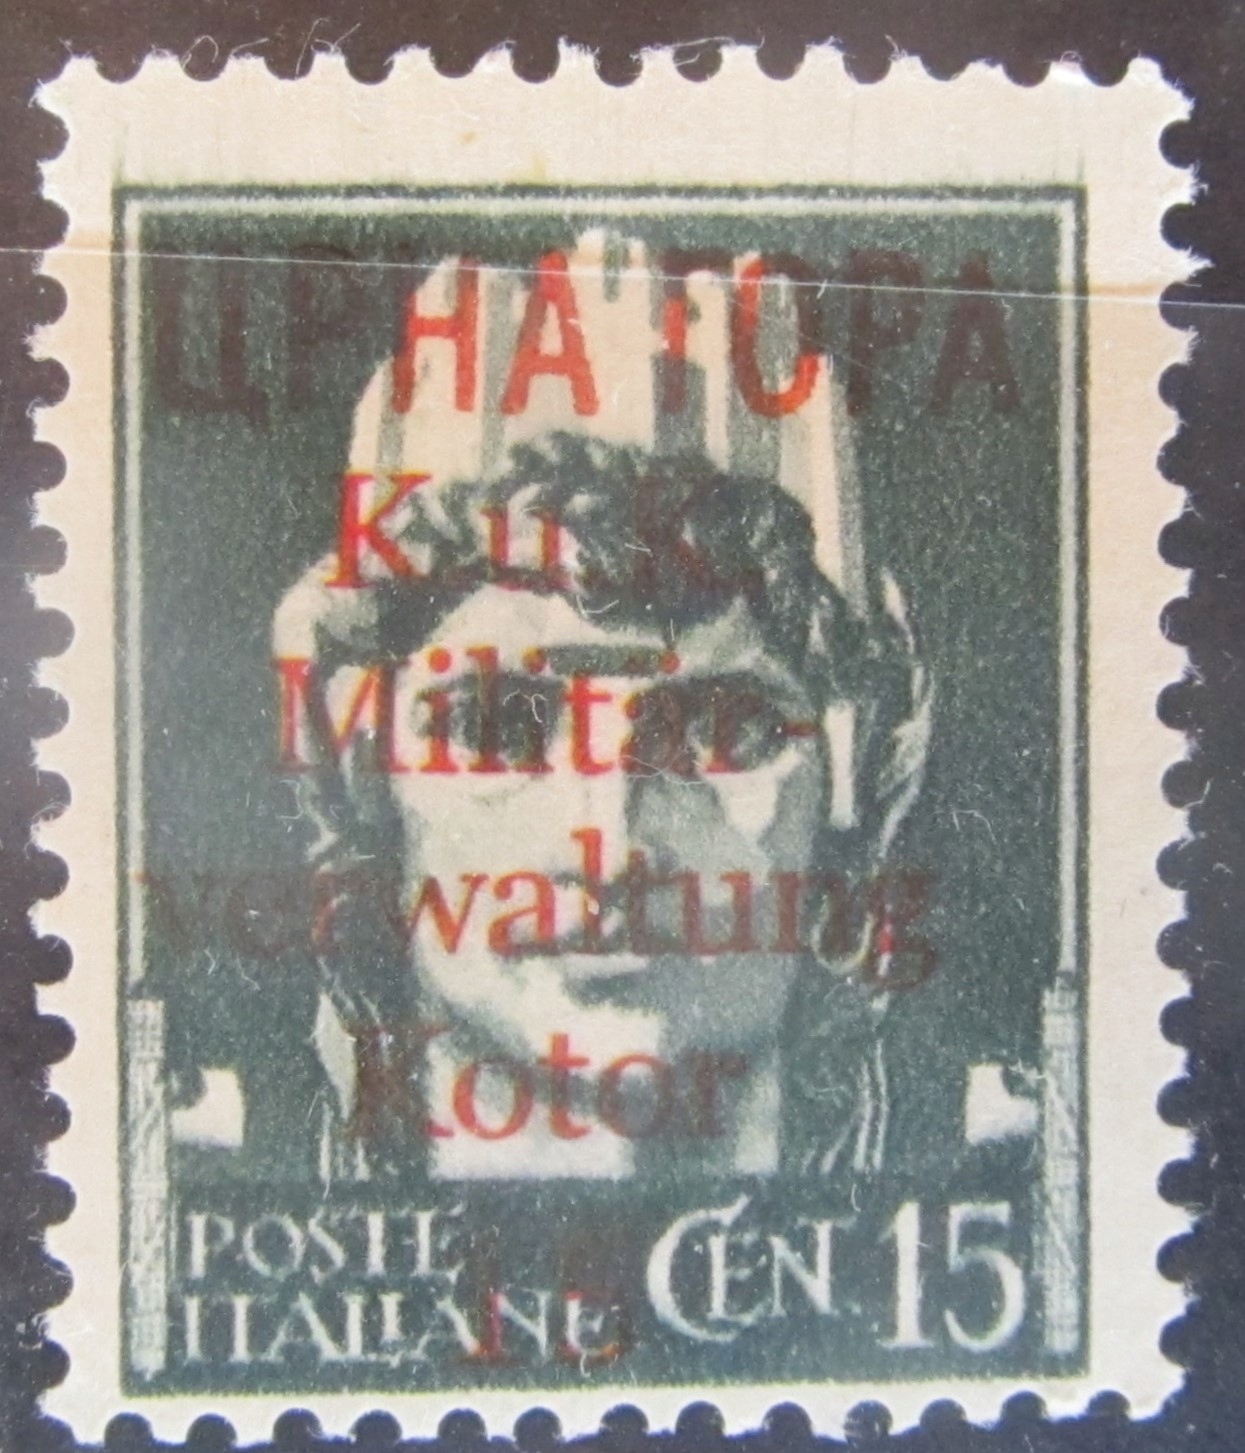 ЦРНА ГОРА
K.u.K.
Militär-
verwaltung
Kotor
POSTE
ITALIANE
CEN. 15